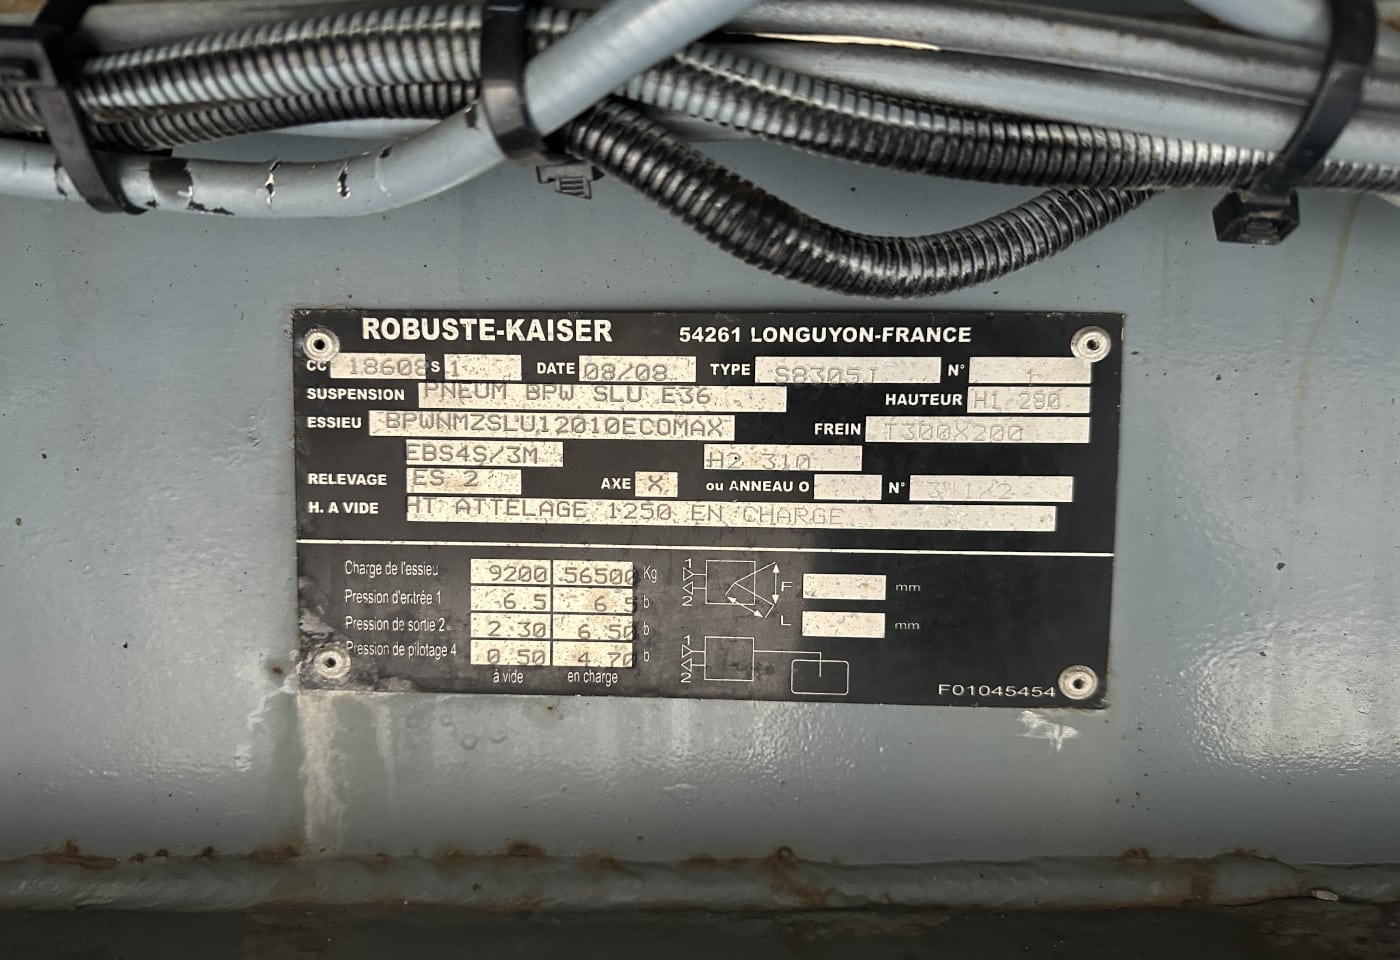 ROBUSTE-KAISER 54261 LONGUYON-FRANCE
CC 18608 S 1 DATE 08/08 TYPE S8305J N° 1
SUSPENSION PNEUM BPW SLU E36 HAUTEUR H1 280
ESSIEU BPWNMZSLU12010ECOMAX FREIN T300X200
EBS4S/3M H2 310
RELEVAGE ES 2 AXE X ou ANNEAU O N°
H. A VIDE HT ATTELAGE 1250 EN CHARGE
Charge de l'essieu 9200 56500 Kg
Pression d'entrée 1 6.5 6.5 b
Pression de sortie 2 2.30 6.50 b
Pression de pilotage 4 0.50 4.70 b
à vide en charge
1 2 F mm
L mm
1 2
F01045454